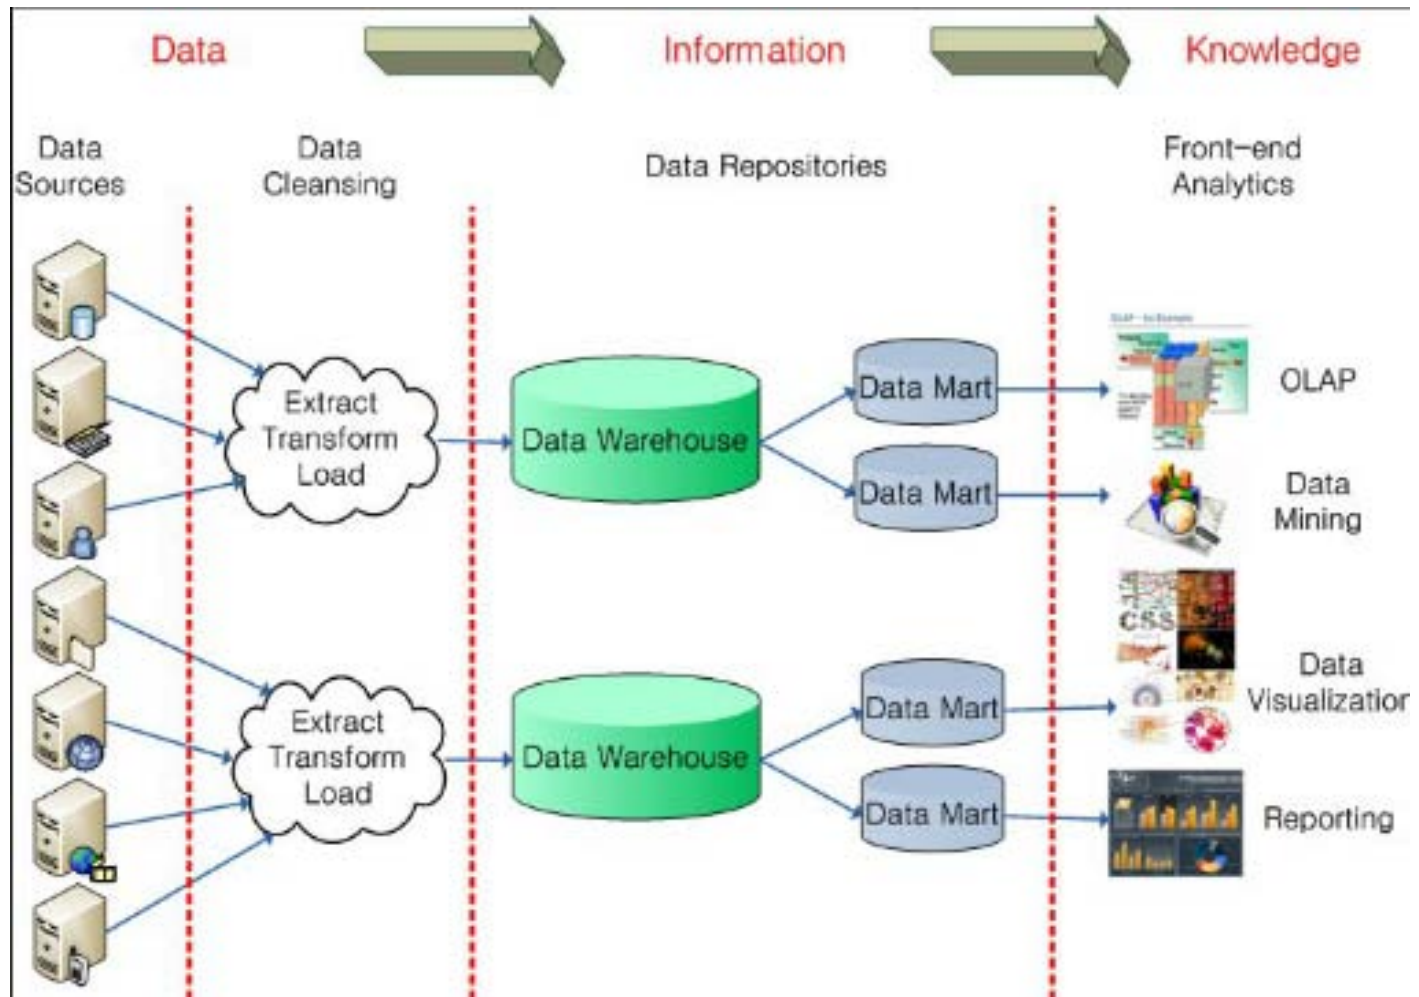 Data
Information
Knowledge
Data
Sources
Data
Cleansing
Data Repositories
Front-end
Analytics
Extract
Transform
Load
Data Warehouse
Data Mart
Data Mart
OLAP
Data
Mining
Extract
Transform
Load
Data Warehouse
Data Mart
Data Mart
CSS
Data
Visualization
Reporting